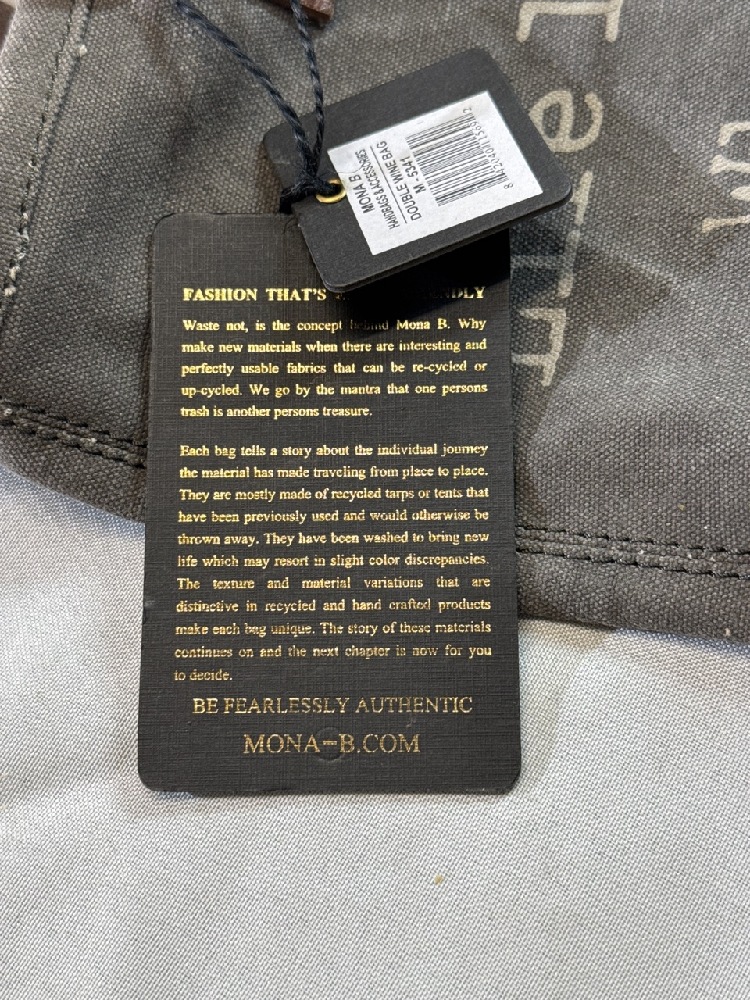 MONA B
HANDBAGS & ACCESSORIES
DOUBLE WINE BAG
M - 5341
FASHION THAT'S
Waste not, is the concept behind Mona B. Why
make new materials when there are interesting and
perfectly usable fabrics that can be re-cycled or
up-cycled. We go by the mantra that one persons
trash is another persons treasure.
Each bag tells a story about the individual journey
the material has made traveling from place to place.
They are mostly made of recycled tarps or tents that
have been previously used and would otherwise be
thrown away. They have been washed to bring new
life which may resort in slight color discrepancies.
The texture and material variations that are
distinctive in recycled and hand crafted products
make each bag unique. The story of these materials
continues on and the next chapter is now for you
to decide.
BE FEARLESSLY AUTHENTIC
MONA-B.COM